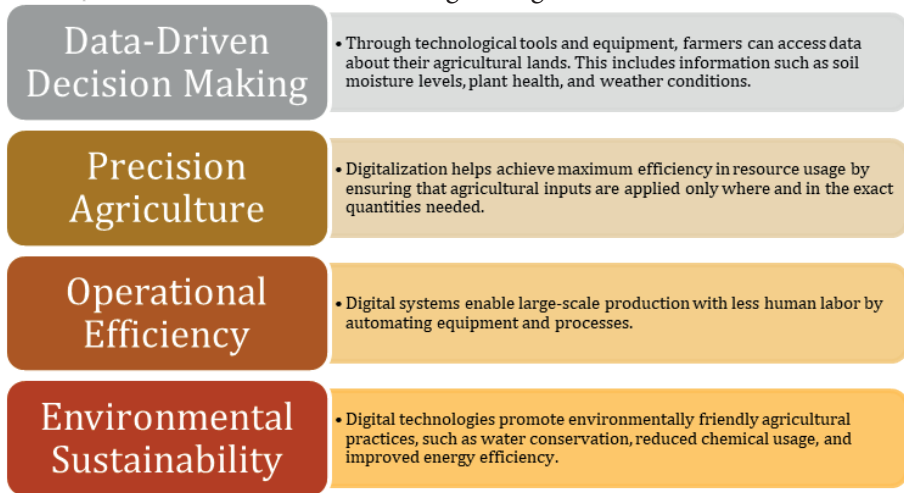 Data-Driven
Decision Making
• Through technological tools and equipment, farmers can access data
about their agricultural lands. This includes information such as soil
moisture levels, plant health, and weather conditions.
Precision
Agriculture
• Digitalization helps achieve maximum efficiency in resource usage by
ensuring that agricultural inputs are applied only where and in the exact
quantities needed.
Operational
Efficiency
• Digital systems enable large-scale production with less human labor by
automating equipment and processes.
Environmental
Sustainability
• Digital technologies promote environmentally friendly agricultural
practices, such as water conservation, reduced chemical usage, and
improved energy efficiency.